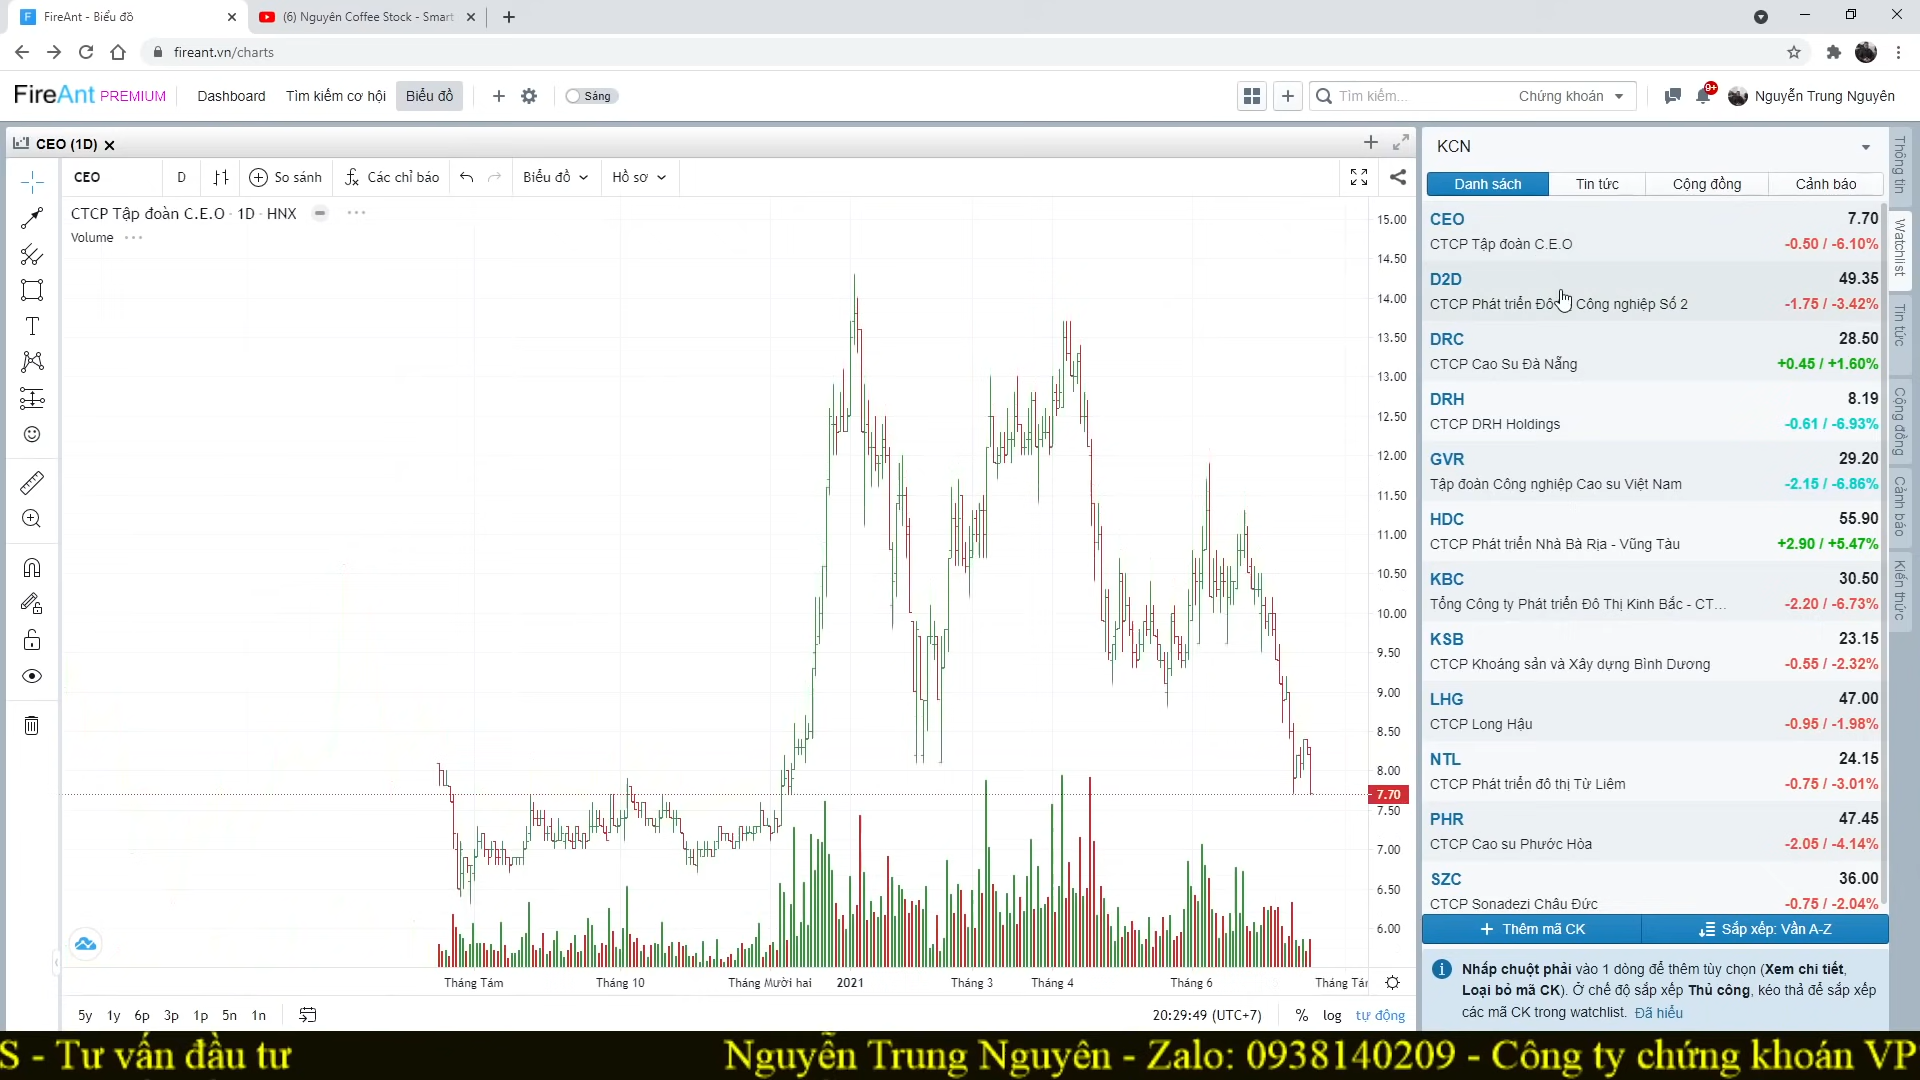 FireAnt - Biểu đồ
(6) Nguyên Coffee Stock - Smart
fireant.vn/charts
FireAnt PREMIUM
Dashboard
Tìm kiếm cơ hội
Biểu đồ
Sáng
Tìm kiếm...
Chứng khoán
9+
Nguyễn Trung Nguyên
CEO (1D)
CEO
D
So sánh
Các chỉ báo
Biểu đồ
Hồ sơ
CTCP Tập đoàn C.E.O · 1D · HNX
Volume
15.00
14.50
14.00
13.50
13.00
12.50
12.00
11.50
11.00
10.50
10.00
9.50
9.00
8.50
8.00
7.70
7.50
7.00
6.50
6.00
Tháng Tám
Tháng 10
Tháng Mười hai
2021
Tháng 3
Tháng 4
Tháng 6
5y
1y
6p
3p
1p
5n
1n
20:29:49 (UTC+7)
%
log
tự động
KCN
Danh sách
Tin tức
Cộng đồng
Cảnh báo
CEO 7.70
CTCP Tập đoàn C.E.O -0.50 / -6.10%
D2D 49.35
CTCP Phát triển Đô Công nghiệp Số 2 -1.75 / -3.42%
DRC 28.50
CTCP Cao Su Đà Nẵng +0.45 / +1.60%
DRH 8.19
CTCP DRH Holdings -0.61 / -6.93%
GVR 29.20
Tập đoàn Công nghiệp Cao su Việt Nam -2.15 / -6.86%
HDC 55.90
CTCP Phát triển Nhà Bà Rịa - Vũng Tàu +2.90 / +5.47%
KBC 30.50
Tổng Công ty Phát triển Đô Thị Kinh Bắc - CT... -2.20 / -6.73%
KSB 23.15
CTCP Khoáng sản và Xây dựng Bình Dương -0.55 / -2.32%
LHG 47.00
CTCP Long Hậu -0.95 / -1.98%
NTL 24.15
CTCP Phát triển đô thị Từ Liêm -0.75 / -3.01%
PHR 47.45
CTCP Cao su Phước Hòa -2.05 / -4.14%
SZC 36.00
CTCP Sonadezi Châu Đức -0.75 / -2.04%
Thêm mã CK
Sắp xếp: Vần A-Z
Nhấp chuột phải vào 1 dòng để thêm tùy chọn (Xem chi tiết,
Loại bỏ mã CK). Ở chế độ sắp xếp Thủ công, kéo thả để sắp xếp
các mã CK trong watchlist. Đã hiểu
Thông tin
Watchlist
Tin tức
Cộng đồng
Cảnh báo
Kiến thức
S - Tư vấn đầu tư
Nguyễn Trung Nguyên - Zalo: 0938140209 - Công ty chứng khoán VP